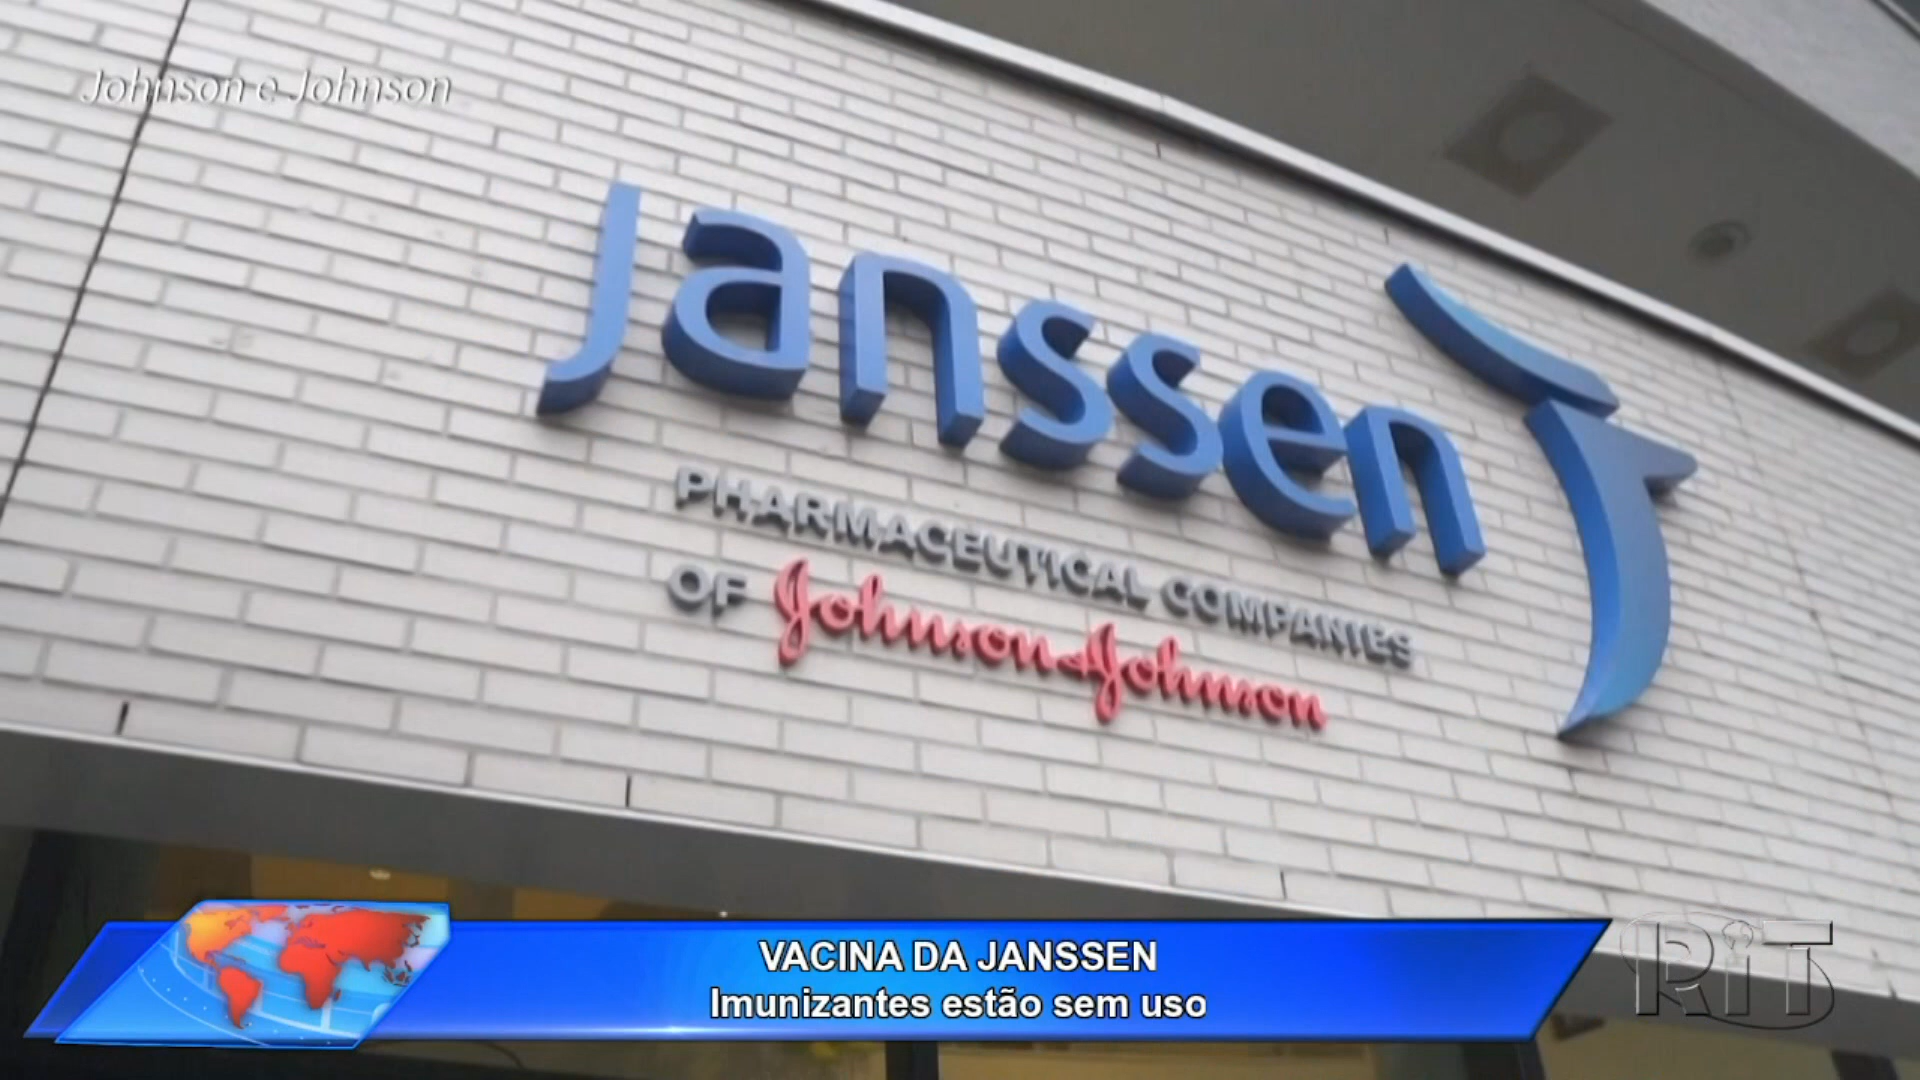 Johnson e Johnson
Janssen
PHARMACEUTICAL COMPANIES
OF Johnson & Johnson
VACINA DA JANSSEN
Imunizantes estão sem uso
RiT